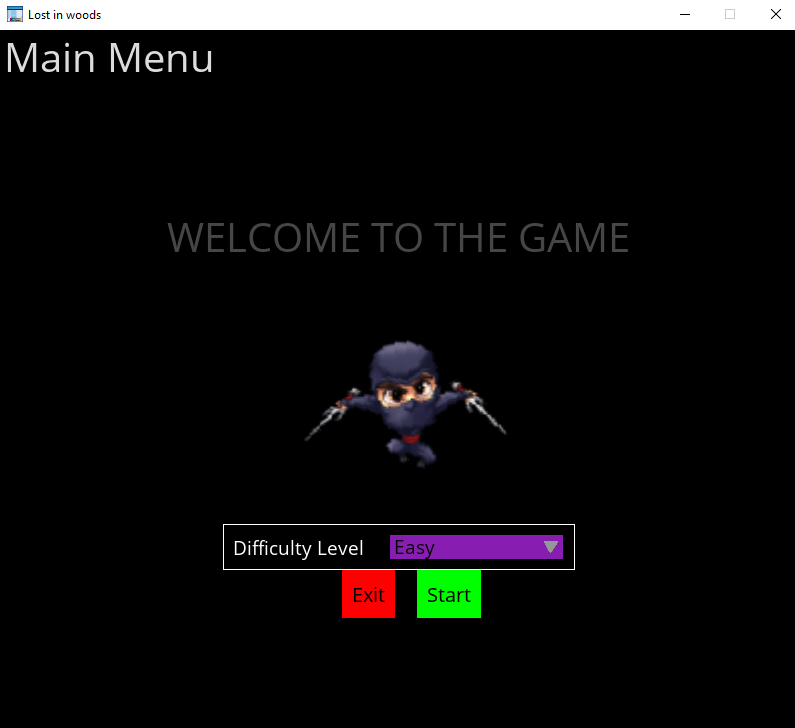 Lost in woods
Main Menu
WELCOME TO THE GAME
Difficulty Level Easy
Exit Start